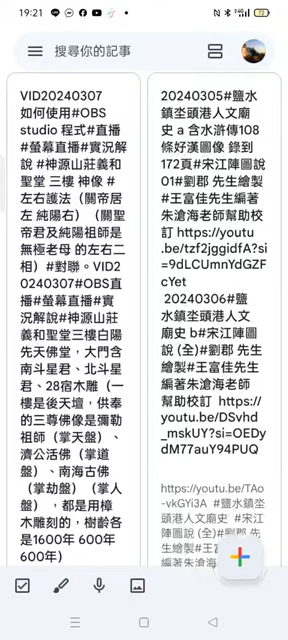 19:21
72
搜尋你的記事
VID20240307
如何使用#OBS
studio 程式#直播
#螢幕直播#實況
解說 #神源山莊義和
聖堂 三樓 神像 #
左右護法（關帝居
左 純陽右）（關聖
帝君及純陽祖師是
無極老母 的左右二
相）#對聯。VID2
0240307#OBS直
播#螢幕直播#實
況解說#神源山莊
義和聖堂三樓白陽
先天佛堂，大門含
南斗星君、北斗星
君、28宿木雕（一
樓是後天壇，供奉
的三尊佛像是彌勒
祖師（掌天盤）、
濟公活佛（掌道
盤）、南海古佛
（掌劫盤）（掌人
盤），都是用樟
木雕刻的，樹齡各
是1600年 600年
600年）
20240305#鹽水
鎮坔頭港人文廟
史 a 含水滸傳108
條好漢圖像 錄到
172頁#宋江陣圖說
01#劉郡 先生繪製
#王富佳先生編著
朱滄海老師幫助校
訂 https://youtu
.be/tzf2jggidfA?si
=9dLCUmnYdGZF
cYet
20240306#鹽
水鎮坔頭港人文
廟史 b#宋江陣圖
說 (全)#劉郡 先生
繪製#王富佳先生
編著朱滄海老師
幫助校訂 https://
youtu.be/DSvhd
_mskUY?si=OEDy
dM77auY94PUQ
https://youtu.be/TAo
-vkGYi3A #鹽水鎮坔
頭港人文廟史 #宋江
陣圖說 (全)#劉郡 先
生繪製#王富